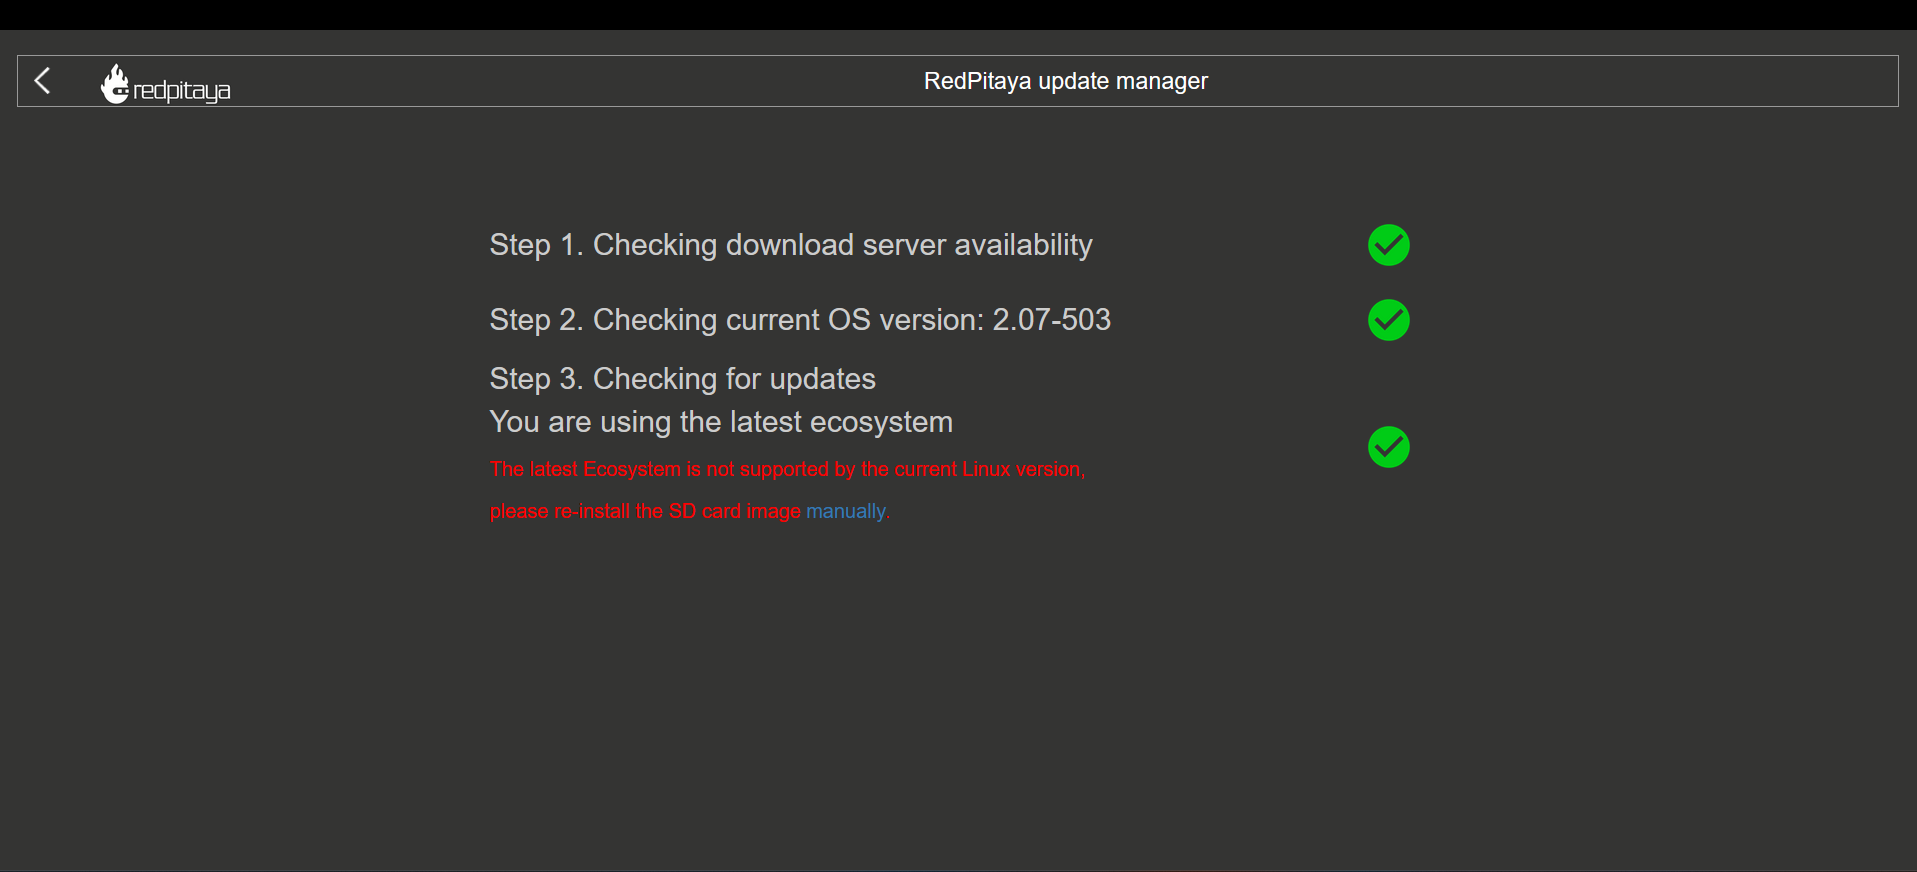 redpitaya
RedPitaya update manager
Step 1. Checking download server availability
Step 2. Checking current OS version: 2.07-503
Step 3. Checking for updates
You are using the latest ecosystem
The latest Ecosystem is not supported by the current Linux version,
please re-install the SD card image manually.